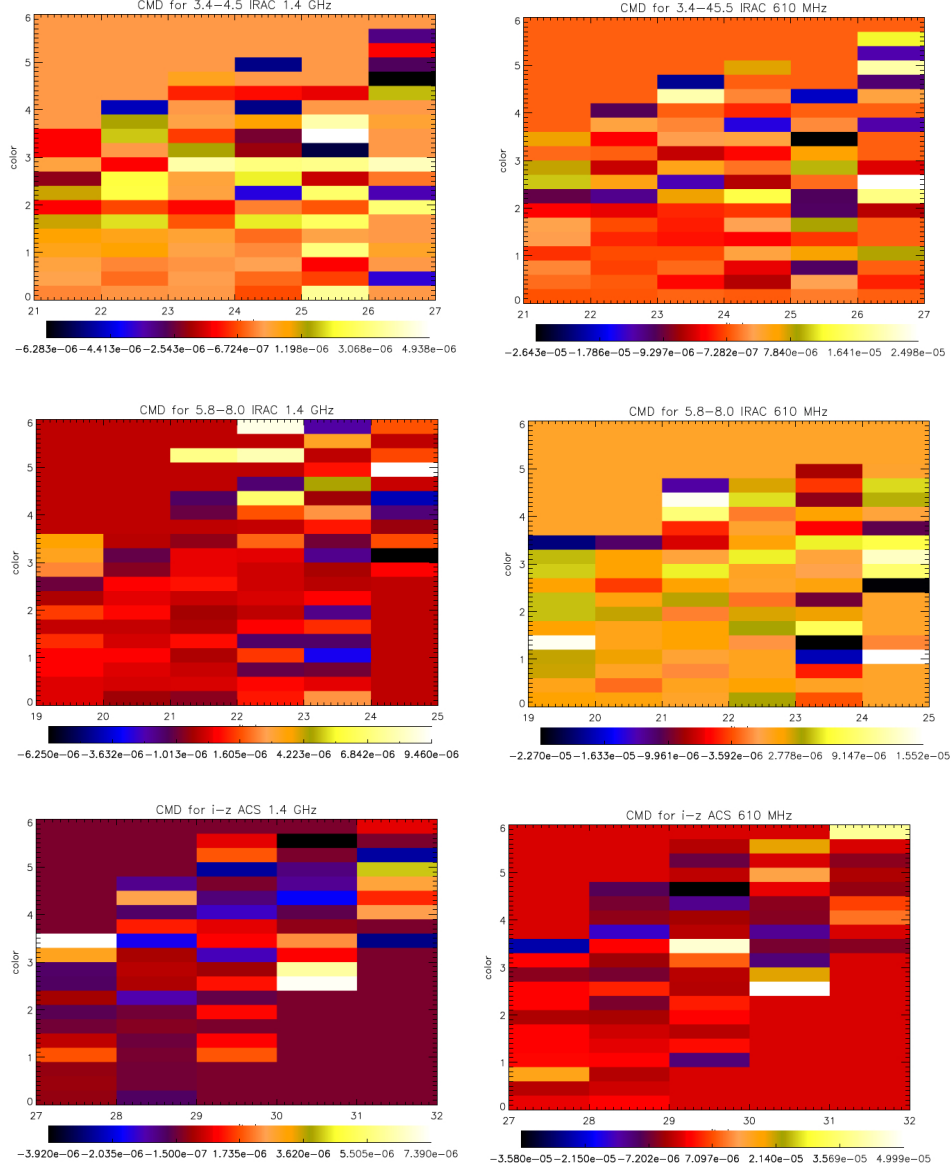 CMD for 3.4−4.5 IRAC 1.4 GHz
6
5
4
3
2
1
0
color
21 22 23 24 25 26 27
−6.283e−06 −4.413e−06 −2.543e−06 −6.724e−07 1.198e−06 3.068e−06 4.938e−06
CMD for 3.4−45.5 IRAC 610 MHz
6
5
4
3
2
1
0
color
21 22 23 24 25 26 27
−2.643e−05 −1.786e−05 −9.297e−06 −7.282e−07 7.840e−06 1.641e−05 2.498e−05
CMD for 5.8−8.0 IRAC 1.4 GHz
6
5
4
3
2
1
0
color
19 20 21 22 23 24 25
−6.250e−06 −3.632e−06 −1.013e−06 1.605e−06 4.223e−06 6.842e−06 9.460e−06
CMD for 5.8−8.0 IRAC 610 MHz
6
5
4
3
2
1
0
color
19 20 21 22 23 24 25
−2.270e−05 −1.633e−05 −9.961e−06 −3.592e−06 2.778e−06 9.147e−06 1.552e−05
CMD for i−z ACS 1.4 GHz
6
5
4
3
2
1
0
color
27 28 29 30 31 32
−3.920e−06 −2.035e−06 −1.500e−07 1.735e−06 3.620e−06 5.505e−06 7.390e−06
CMD for i−z ACS 610 MHz
6
5
4
3
2
1
0
color
27 28 29 30 31 32
−3.580e−05 −2.150e−05 −7.202e−06 7.097e−06 2.140e−05 3.569e−05 4.999e−05